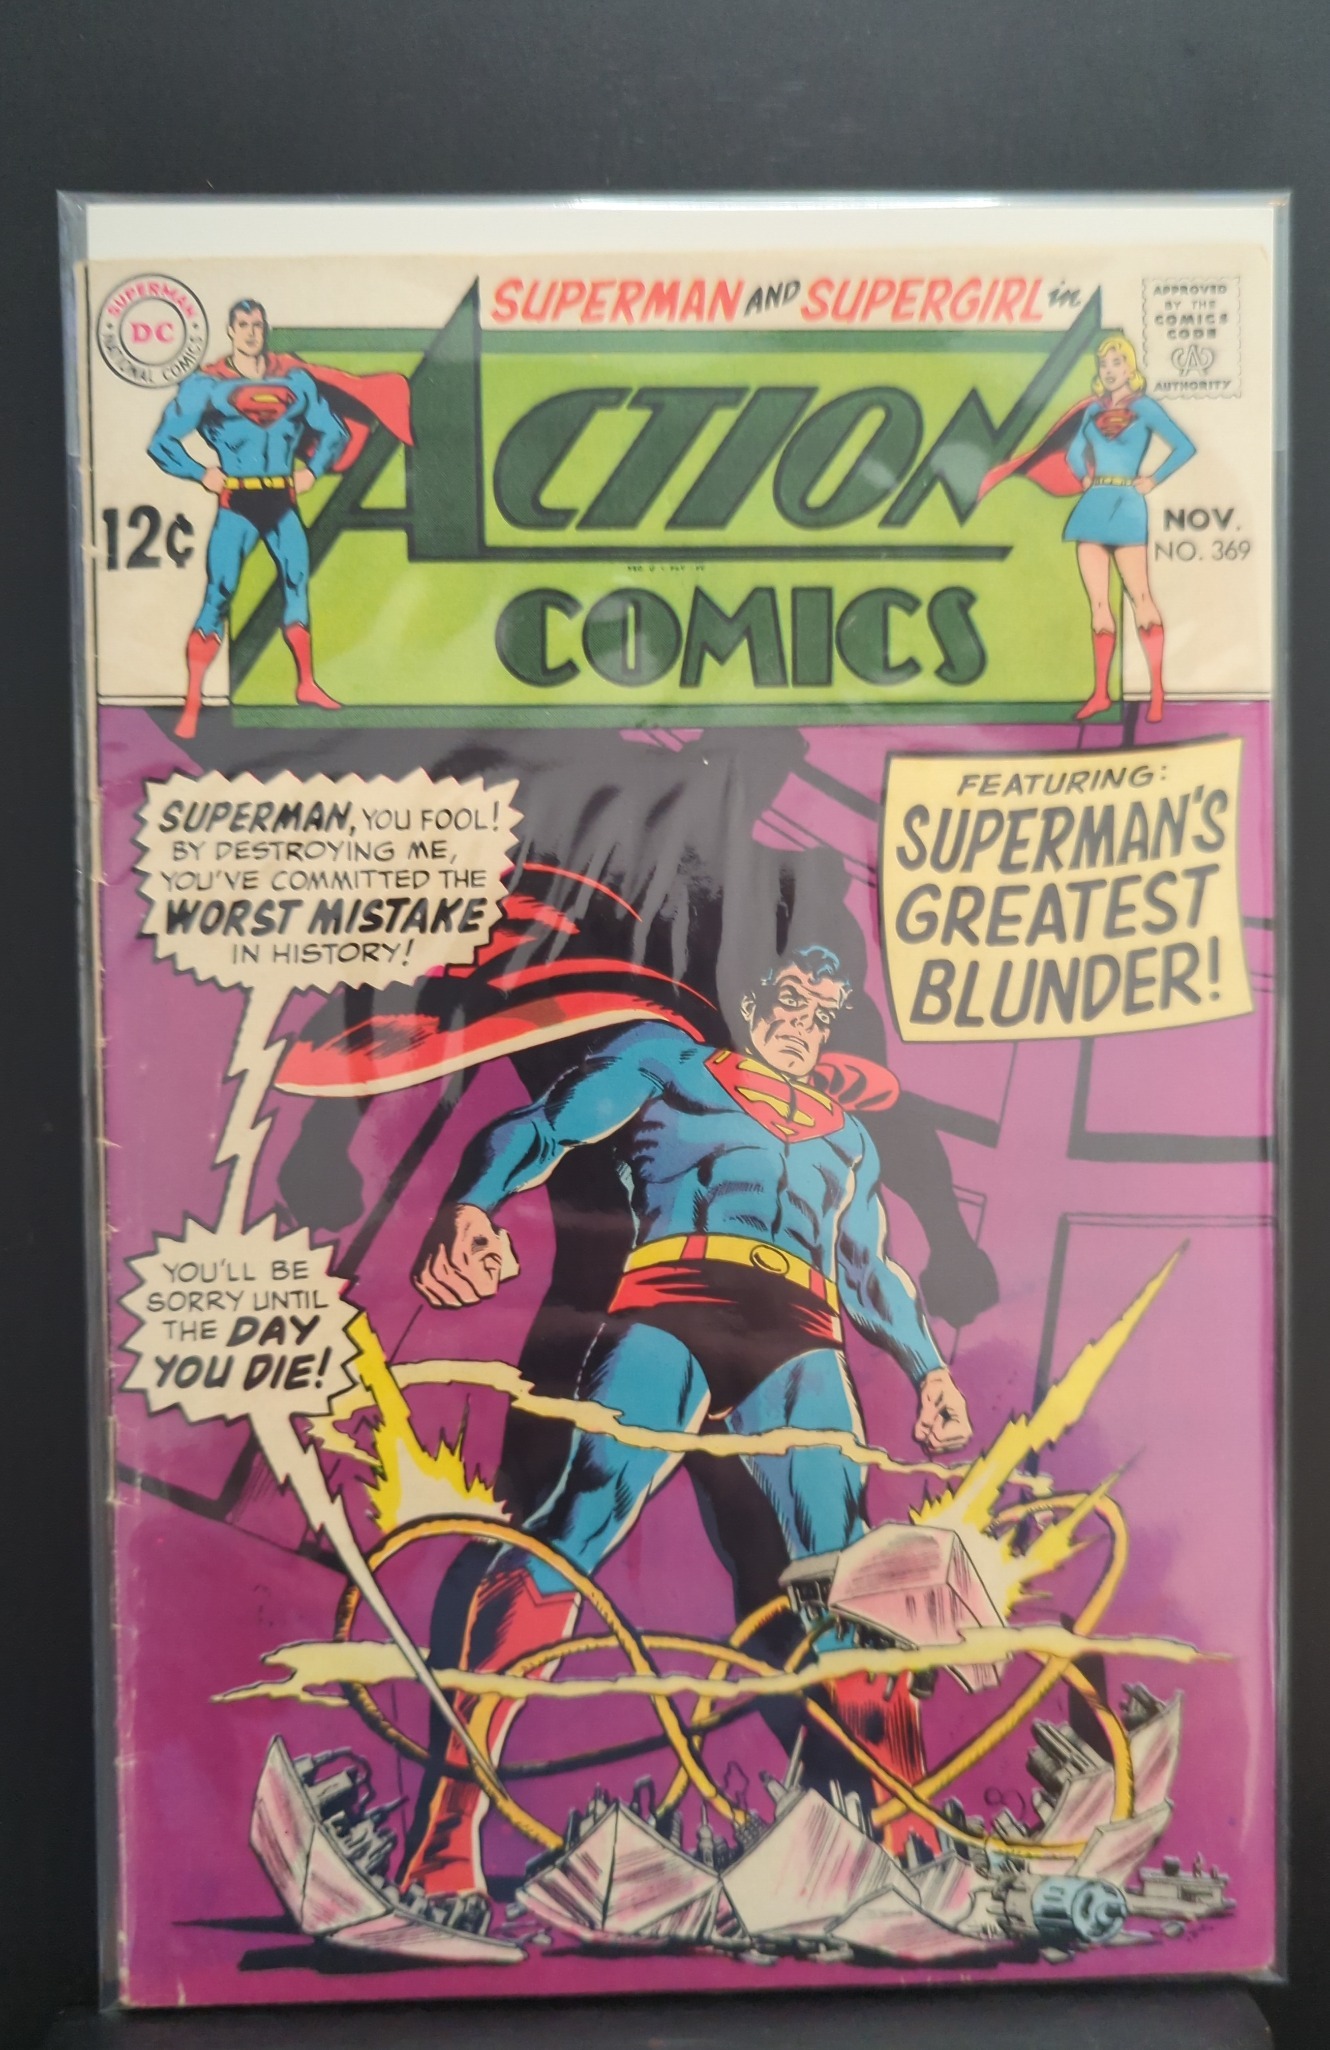 SUPERMAN AND SUPERGIRL in
SUPERMAN
DC
NATIONAL COMICS
APPROVED
BY THE
COMICS
CODE
CA
AUTHORITY
ACTION
COMICS
12¢
NOV.
NO. 369
FEATURING:
SUPERMAN'S
GREATEST
BLUNDER!
SUPERMAN, YOU FOOL!
BY DESTROYING ME,
YOU'VE COMMITTED THE
WORST MISTAKE
IN HISTORY!
YOU'LL BE
SORRY UNTIL
THE DAY
YOU DIE!